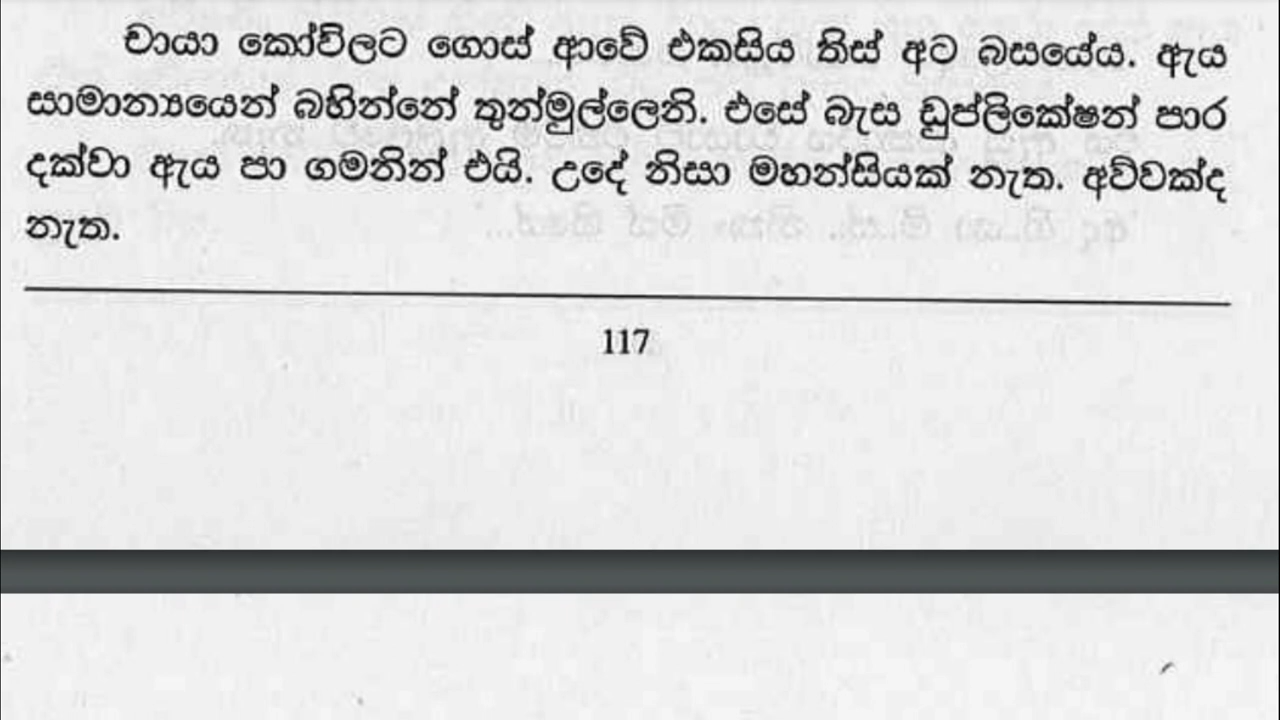 චායා කෝවිලට ගොස් ආවේ එකසිය තිස් අට බසයේය. ඇය
සාමාන්‍යයෙන් බහින්නේ තුන්මුල්ලෙනි. එසේ බැස ඩුප්ලිකේෂන් පාර
දක්වා ඇය පා ගමනින් එයි. උදේ නිසා මහන්සියක් නැත. අව්වක්ද
නැත.
117